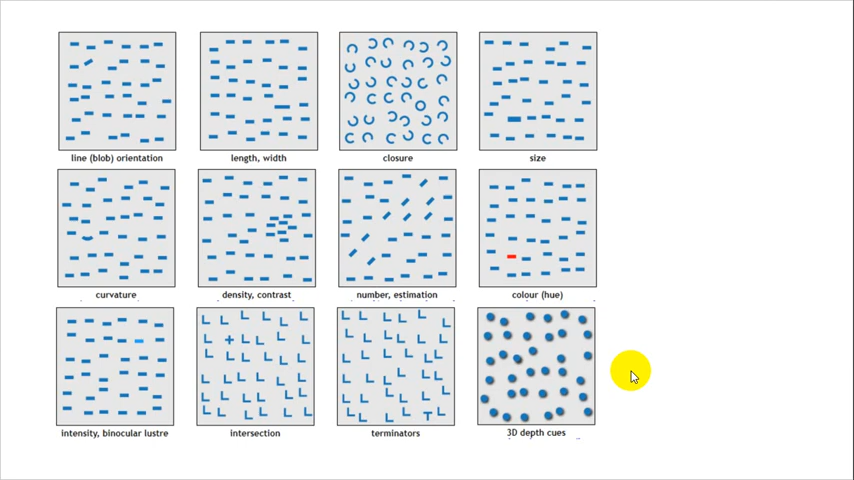 line (blob) orientation
length, width
closure
size
curvature
density, contrast
number, estimation
colour (hue)
intensity, binocular lustre
intersection
terminators
3D depth cues